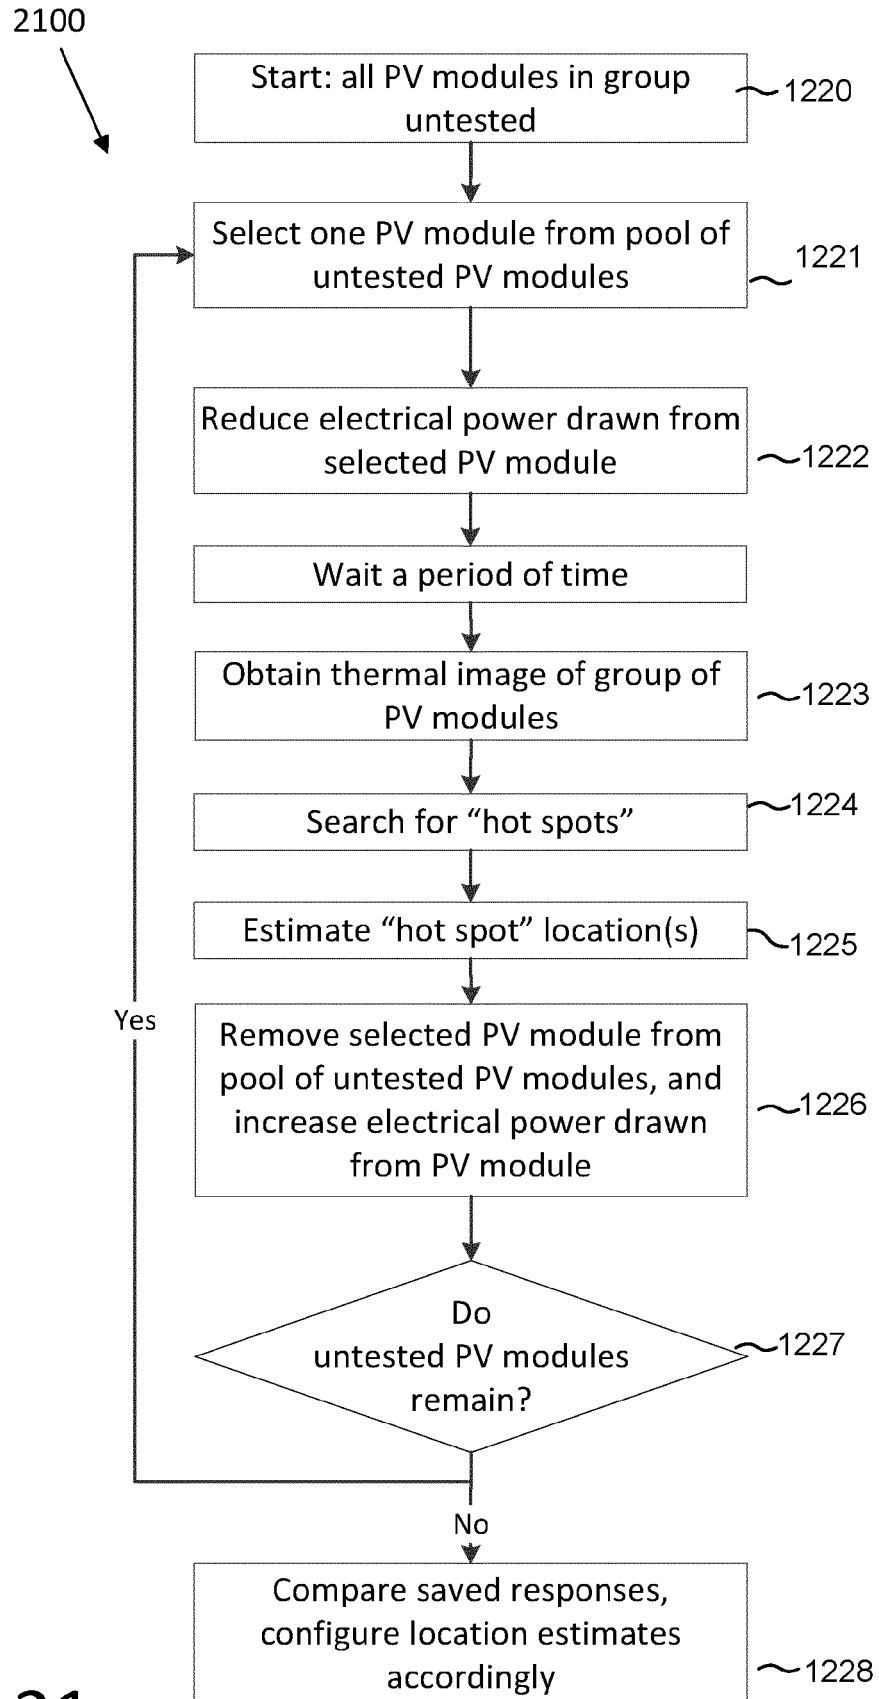 2100
Start: all PV modules in group
untested
1220
Select one PV module from pool of
untested PV modules
1221
Reduce electrical power drawn from
selected PV module
1222
Wait a period of time
Obtain thermal image of group of
PV modules
1223
Search for “hot spots”
1224
Estimate “hot spot” location(s)
1225
Yes
Remove selected PV module from
pool of untested PV modules, and
increase electrical power drawn
from PV module
1226
Do
untested PV modules
remain?
1227
No
Compare saved responses,
configure location estimates
accordingly
1228